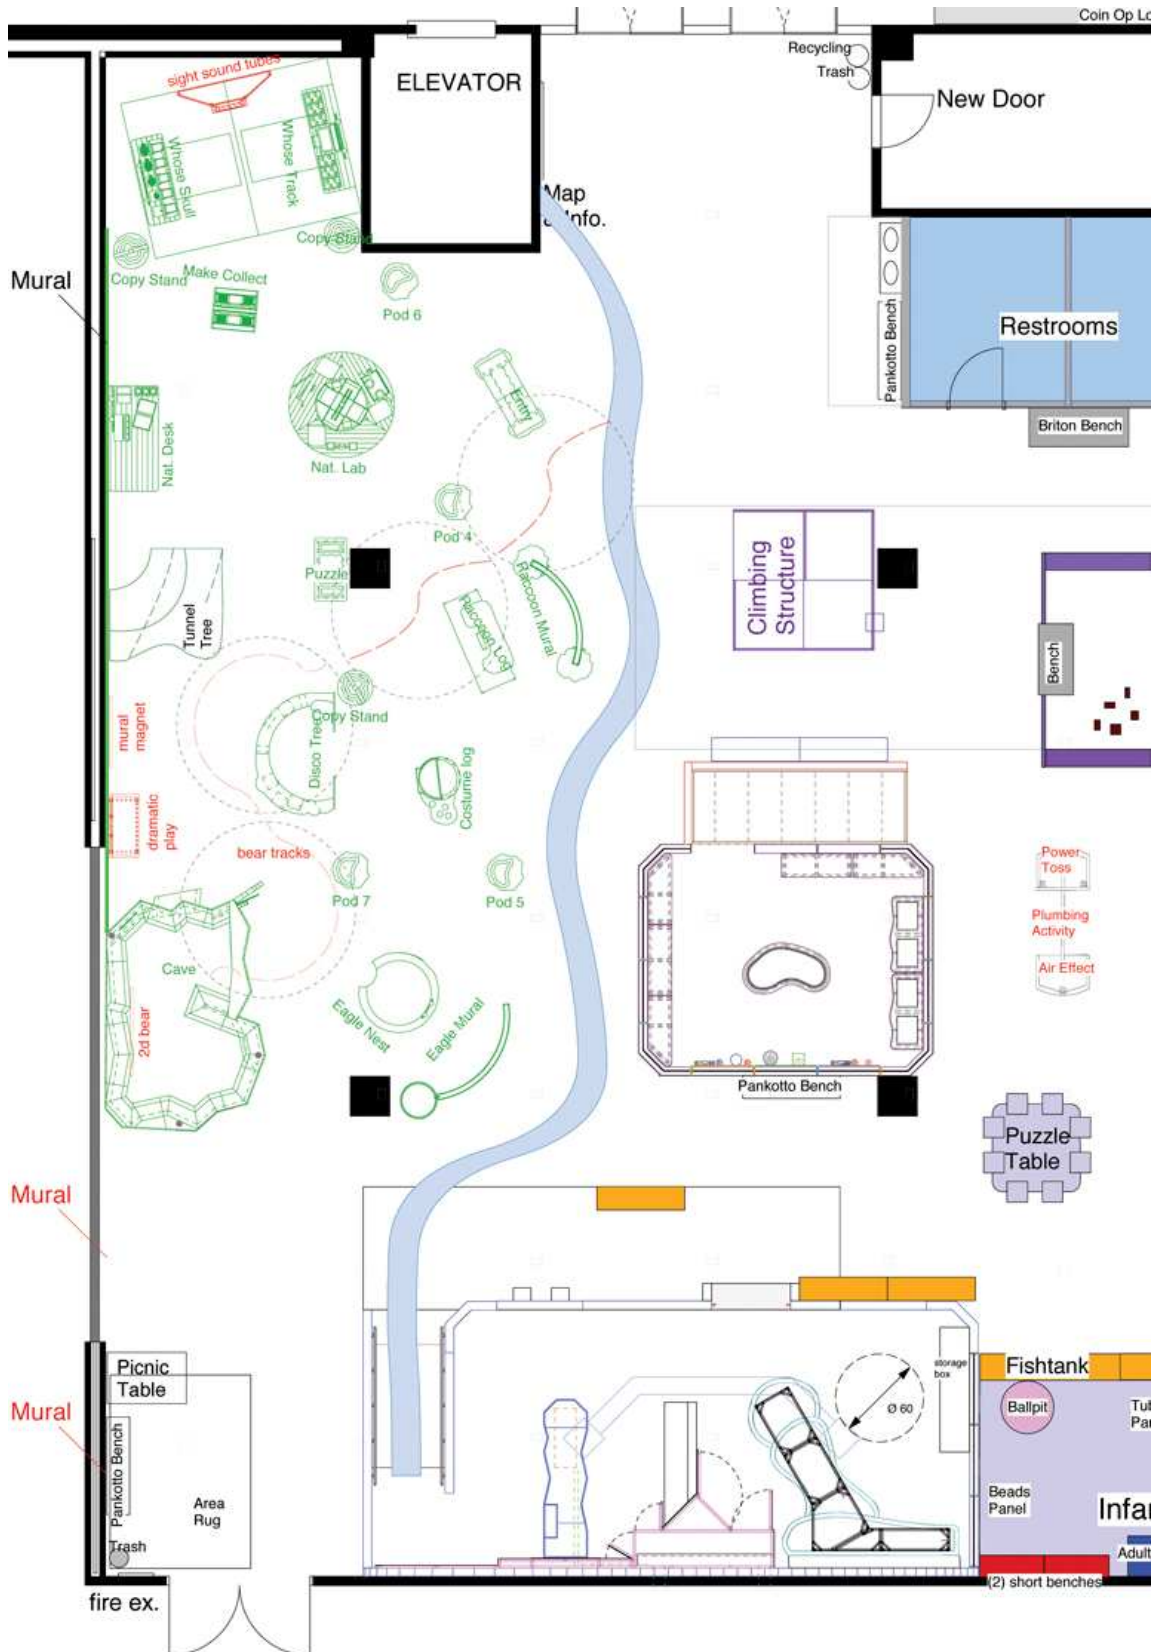 Coin Op Lo
Recycling
Trash
sight sound tubes
ELEVATOR
New Door
Whose Skull
Whose Track
Map
& Info.
Copy Stand
Copy Stand
Make Collect
Mural
Pod 6
Pankotto Bench
Restrooms
Entry
Briton Bench
Nat. Desk
Nat. Lab
Pod 4
Puzzle
Raccoon Mural
Climbing
Structure
Tunnel
Tree
Raccoon Log
Bench
Copy Stand
mural
magnet
Disco Tree
Costume log
dramatic
play
bear tracks
Power
Toss
Pod 7
Pod 5
Plumbing
Activity
Cave
Air Effect
2d bear
Eagle Nest
Eagle Mural
Pankotto Bench
Puzzle
Table
Mural
Picnic
Table
storage
box
Fishtank
Mural
Ø 60
Ballpit
Tub
Par
Pankotto Bench
Area
Rug
Beads
Panel
Infar
Trash
Adult
(2) short benches
fire ex.